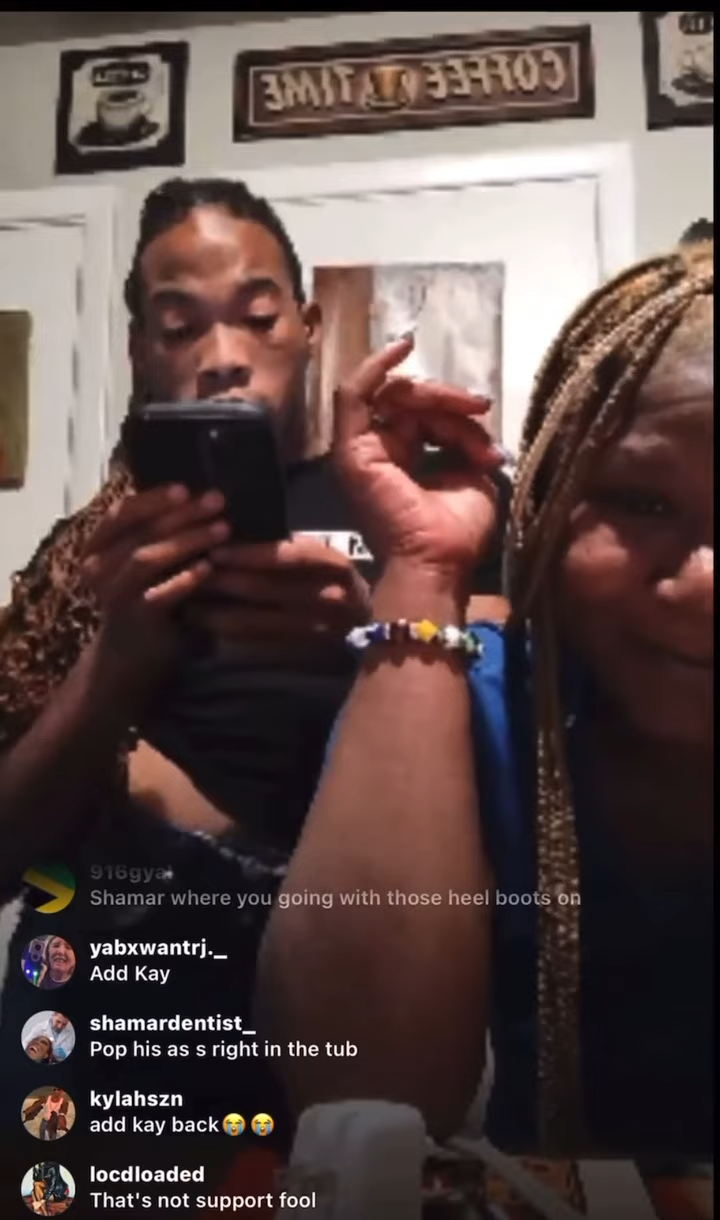 COFFEE TIME
916gyal
Shamar where you going with those heel boots on
yabxwantrj._
Add Kay
shamardentist_
Pop his as s right in the tub
kylahszn
add kay back😭😭
locdloaded
That's not support fool